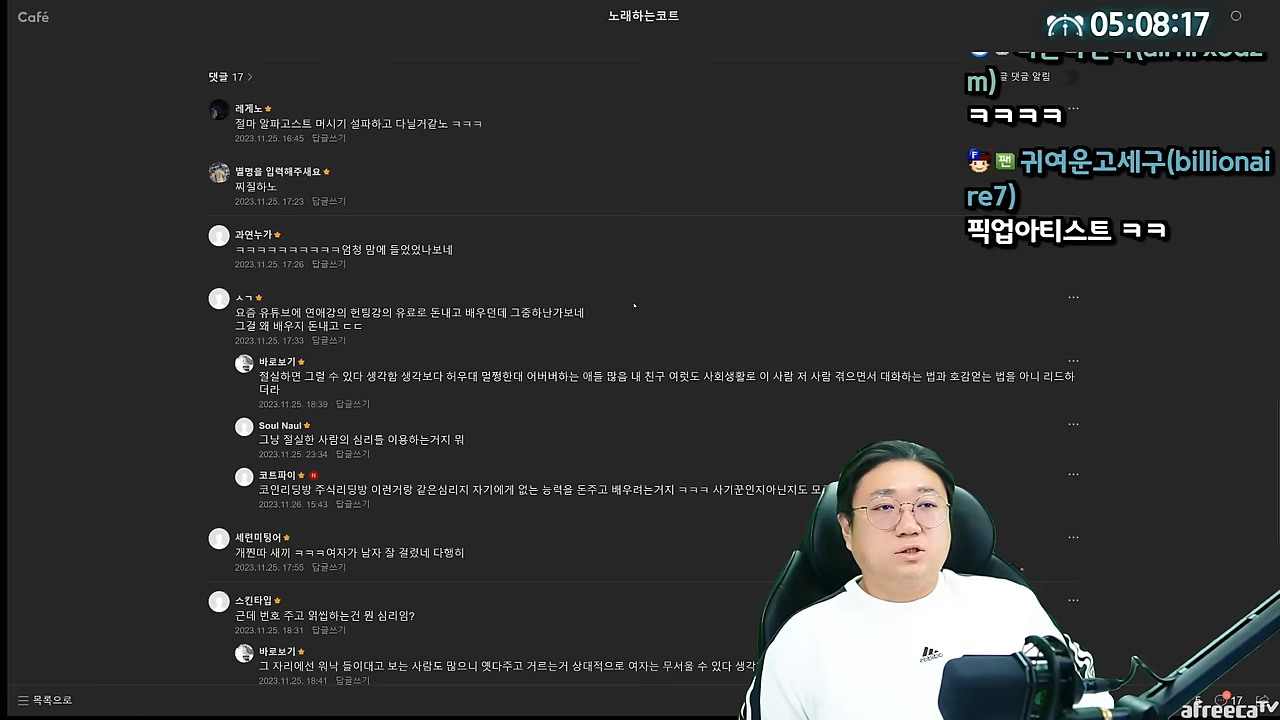 Café
노래하는코트
05:08:17
댓글 17
글 댓글 알림
m)
ㅋㅋㅋㅋ
귀여운고세구(billionai
re7)
픽업아티스트 ㅋㅋ
레게노
절마 알파고스트 머시기 설파하고 다닐거같노 ㅋㅋㅋ
2023.11.25. 16:45 답글쓰기
별명을 입력해주재요
찌질하노
2023.11.25. 17:23 답글쓰기
과연누가
ㅋㅋㅋㅋㅋㅋㅋㅋㅋㅋ엄청 맘에 들었었나보네
2023.11.25. 17:26 답글쓰기
ㅅㄱ
요즘 유튜브에 연애강의 헌팅강의 유료로 돈내고 배우던데 그중하난가보네
그걸 왜 배우지 돈내고 ㄷㄷ
2023.11.25. 17:33 답글쓰기
바로보기
절실하면 그럴 수 있다 생각함 생각보다 허우대 멀쩡한대 어버버하는 애들 많음 내 친구 여럿도 사회생활로 이 사람 저 사람 겪으면서 대화하는 법과 호감얻는 법을 아니 리드하
더라
2023.11.25. 18:39 답글쓰기
Soul Naul
그냥 절실한 사람의 심리를 이용하는거지 뭐
2023.11.25. 23:34 답글쓰기
코트파이 N
코인리딩방 주식리딩방 이런거랑 같은심리지 자기에게 없는 능력을 돈주고 배우려는거지 ㅋㅋㅋ 사기꾼인지아닌지도
2023.11.26. 15:43 답글쓰기
세런미팅어
개찐따 새끼 ㅋㅋㅋ여자가 남자 잘 걸렀네 다행히
2023.11.25. 17:55 답글쓰기
스킨타입
근데 번호 주고 읽씹하는건 뭔 심리임?
2023.11.25. 18:31 답글쓰기
바로보기
그 자리에선 워낙 들이대고 보는 사람도 많으니 옛다주고 거르는거 상대적으로 여자는 무서울 수 있다 생각
2023.11.25. 18:41 답글쓰기
목록으로
17
afreecaTV